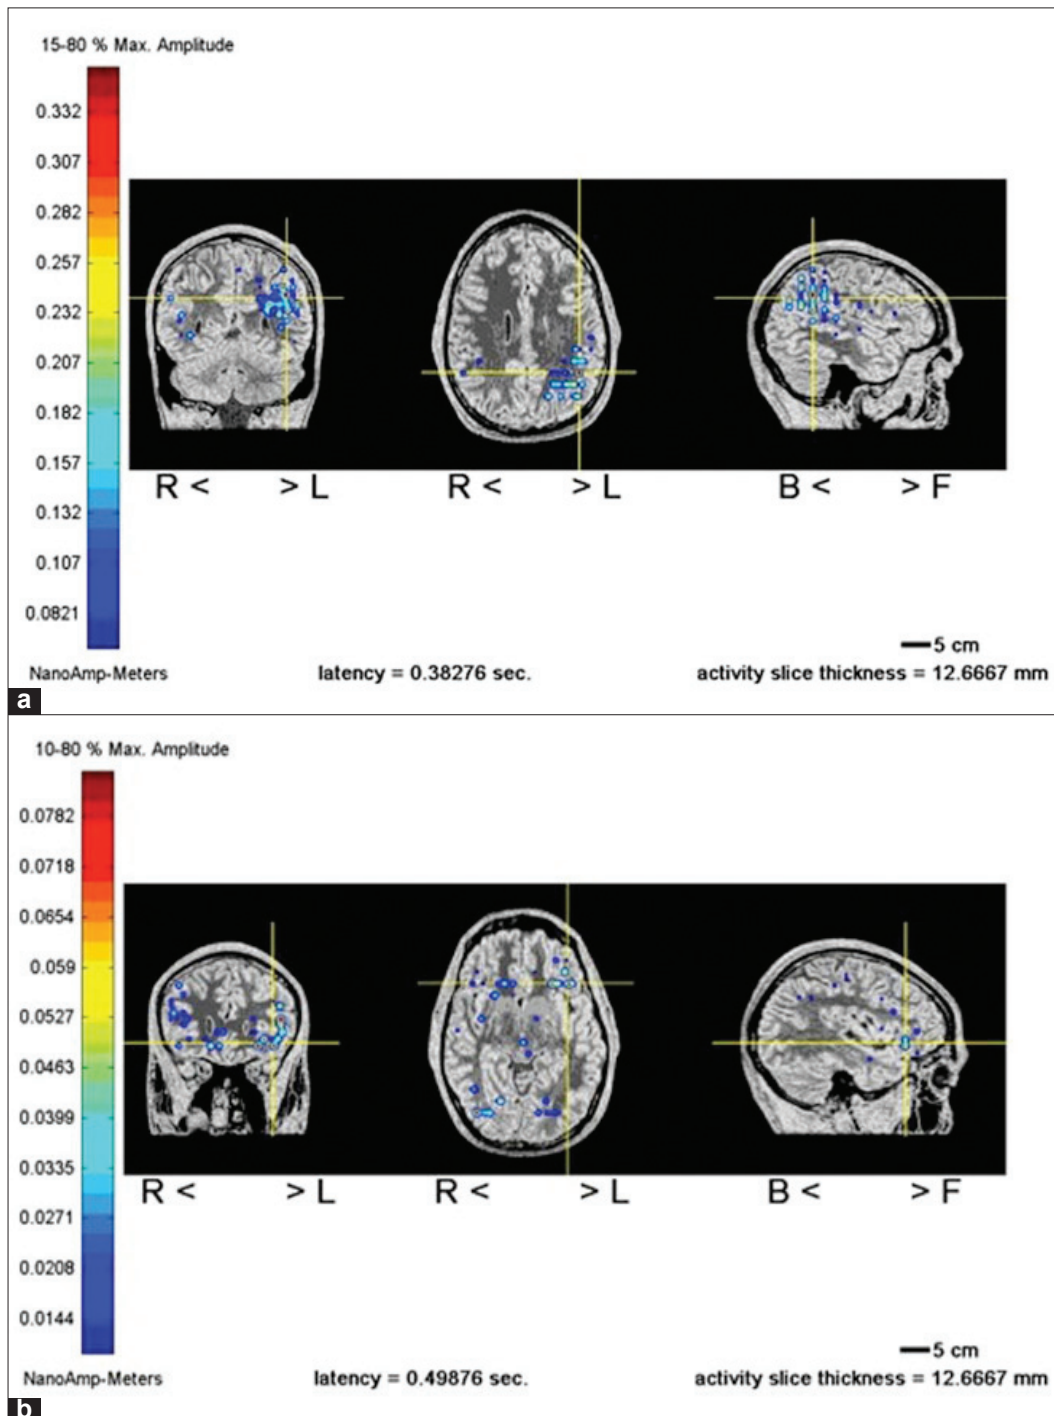 15-80 % Max. Amplitude
0.332
0.307
0.282
0.257
0.232
0.207
0.182
0.157
0.132
0.107
0.0821
R < > L R < > L B < > F
5 cm
NanoAmp-Meters latency = 0.38276 sec. activity slice thickness = 12.6667 mm
a
10-80 % Max. Amplitude
0.0782
0.0718
0.0654
0.059
0.0527
0.0463
0.0399
0.0335
0.0271
0.0208
0.0144
R < > L R < > L B < > F
5 cm
NanoAmp-Meters latency = 0.49876 sec. activity slice thickness = 12.6667 mm
b